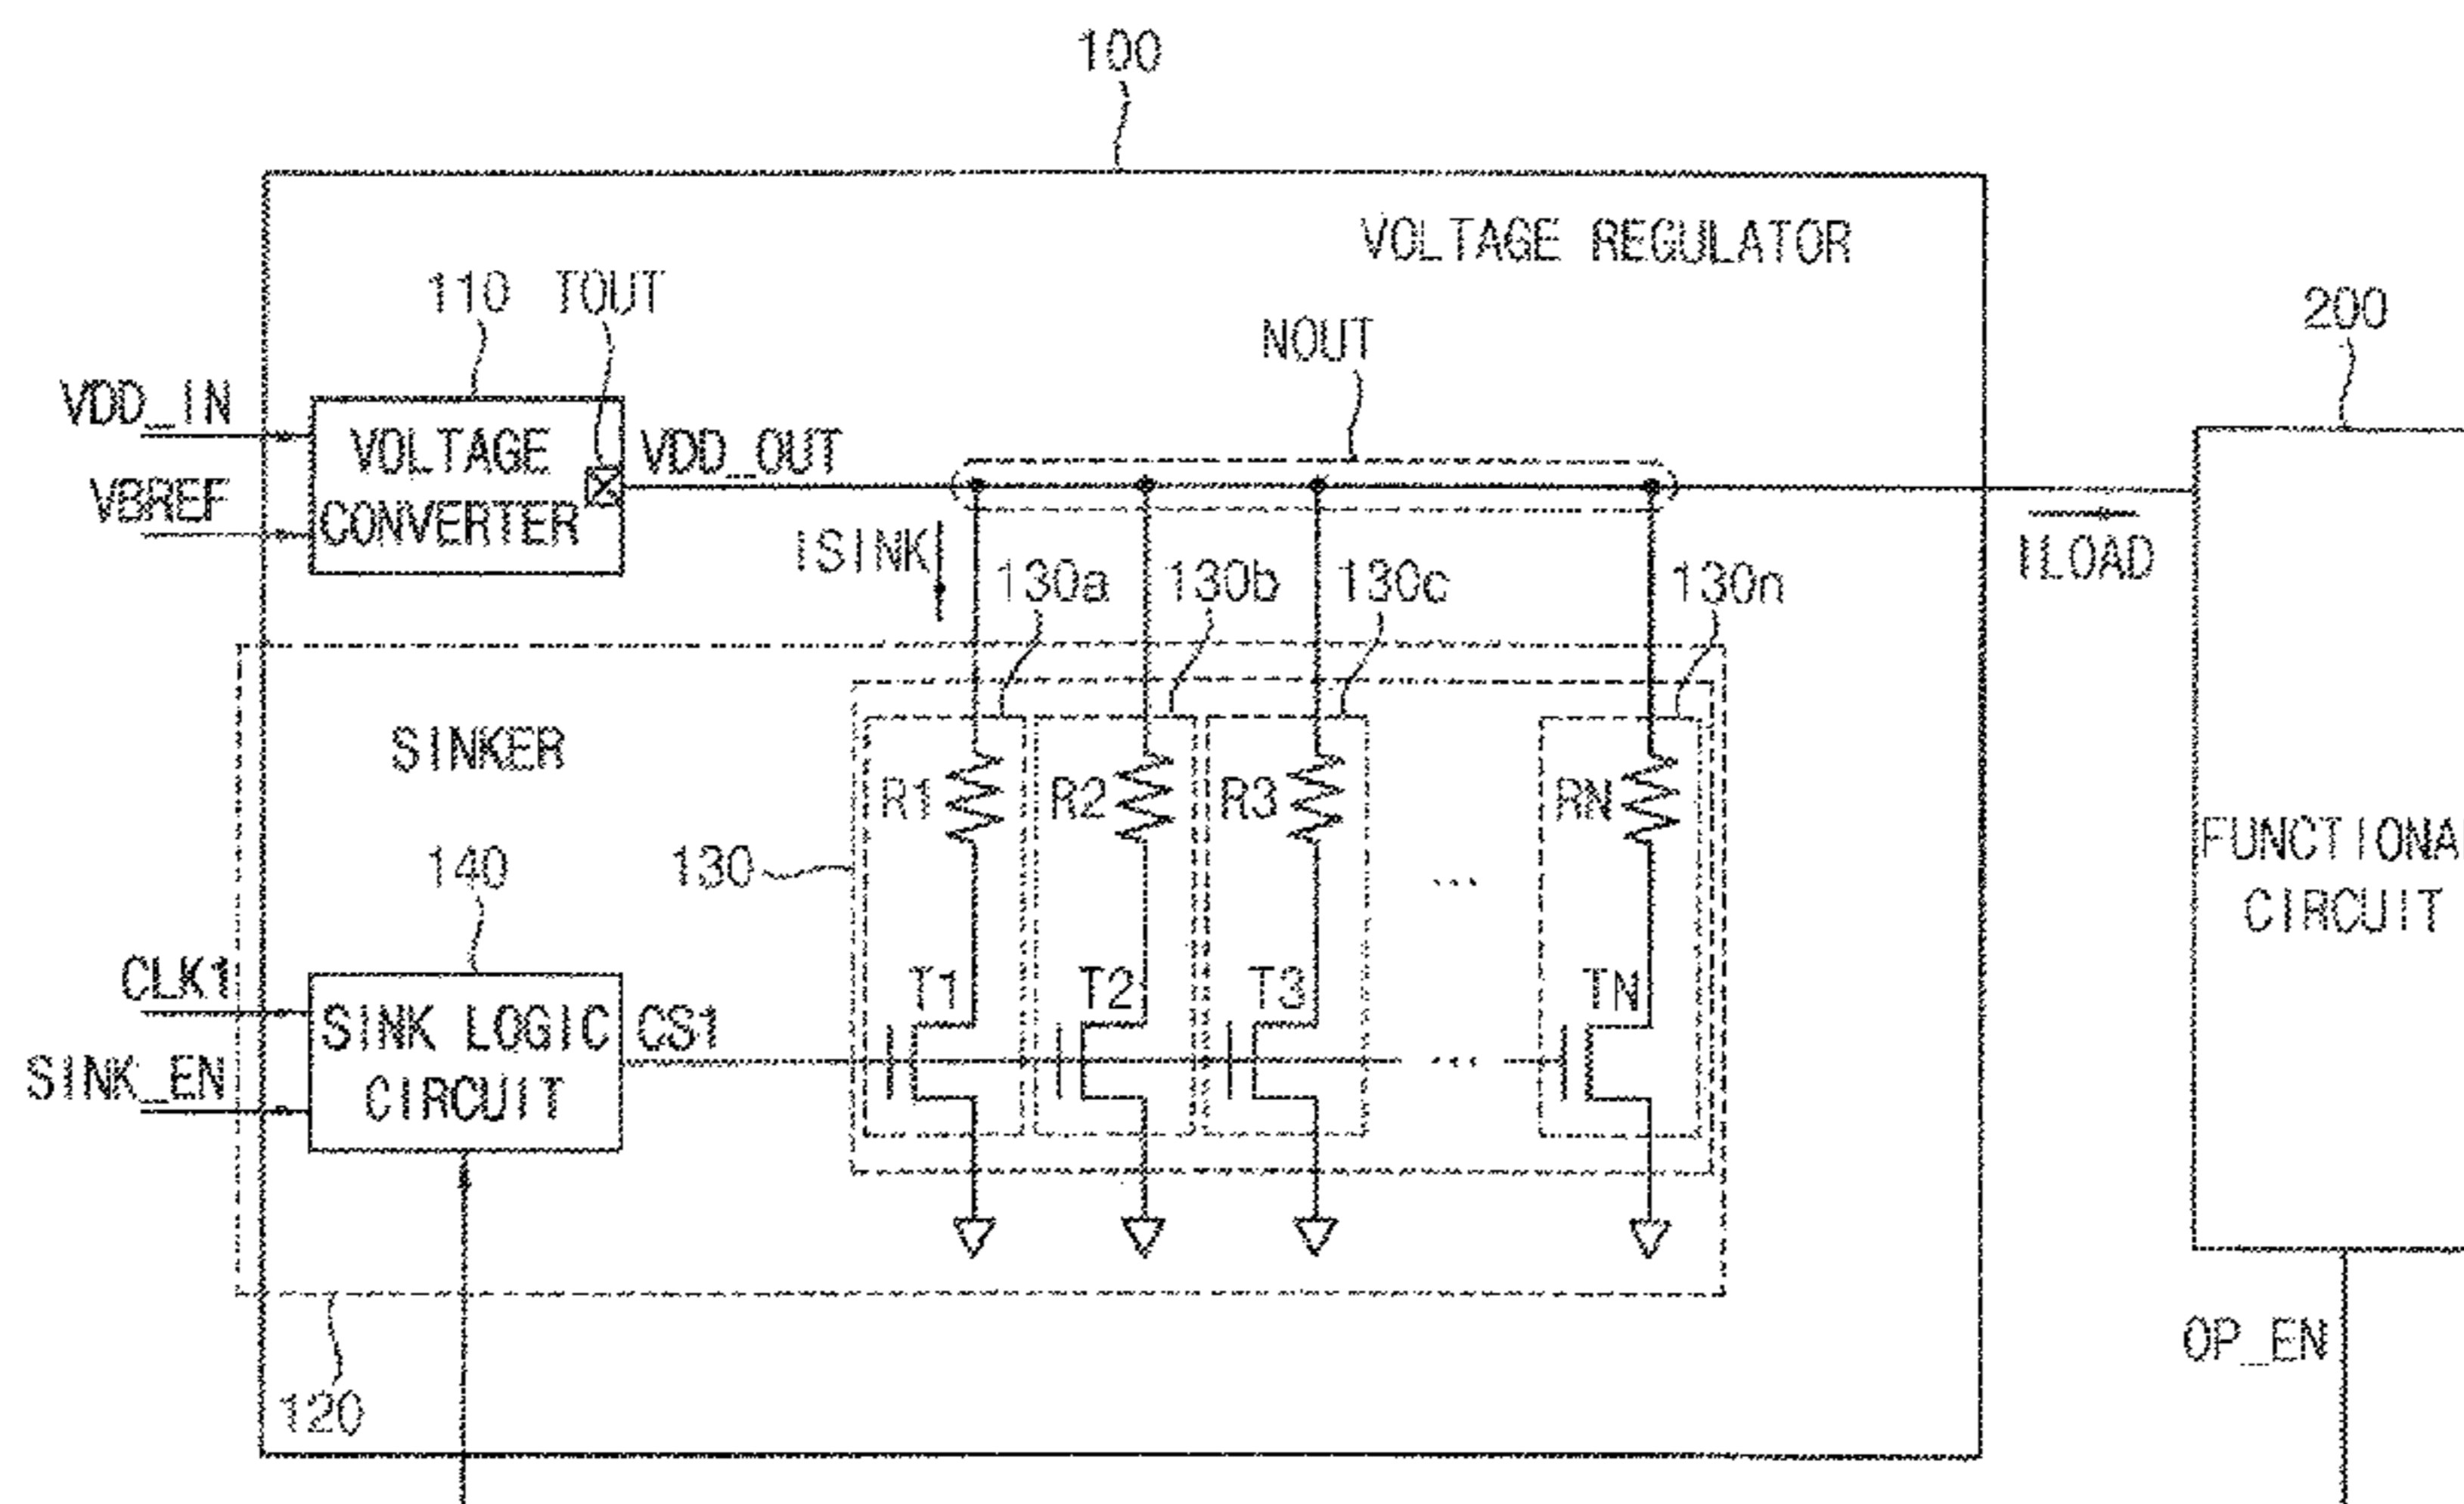 100
VOLTAGE REGULATOR
110 TOUT
NOUT
200
VDD_IN
VOLTAGE
CONVERTER
VDD_OUT
VBREF
ISINK
130a
130b
130c
130n
ILOAD
SINKER
R1
R2
R3
RN
130
...
FUNCTIONAL
CIRCUIT
140
CLK1
T1
T2
T3
TN
SINK LOGIC
CIRCUIT
CS1
...
SINK_EN
OP_EN
120